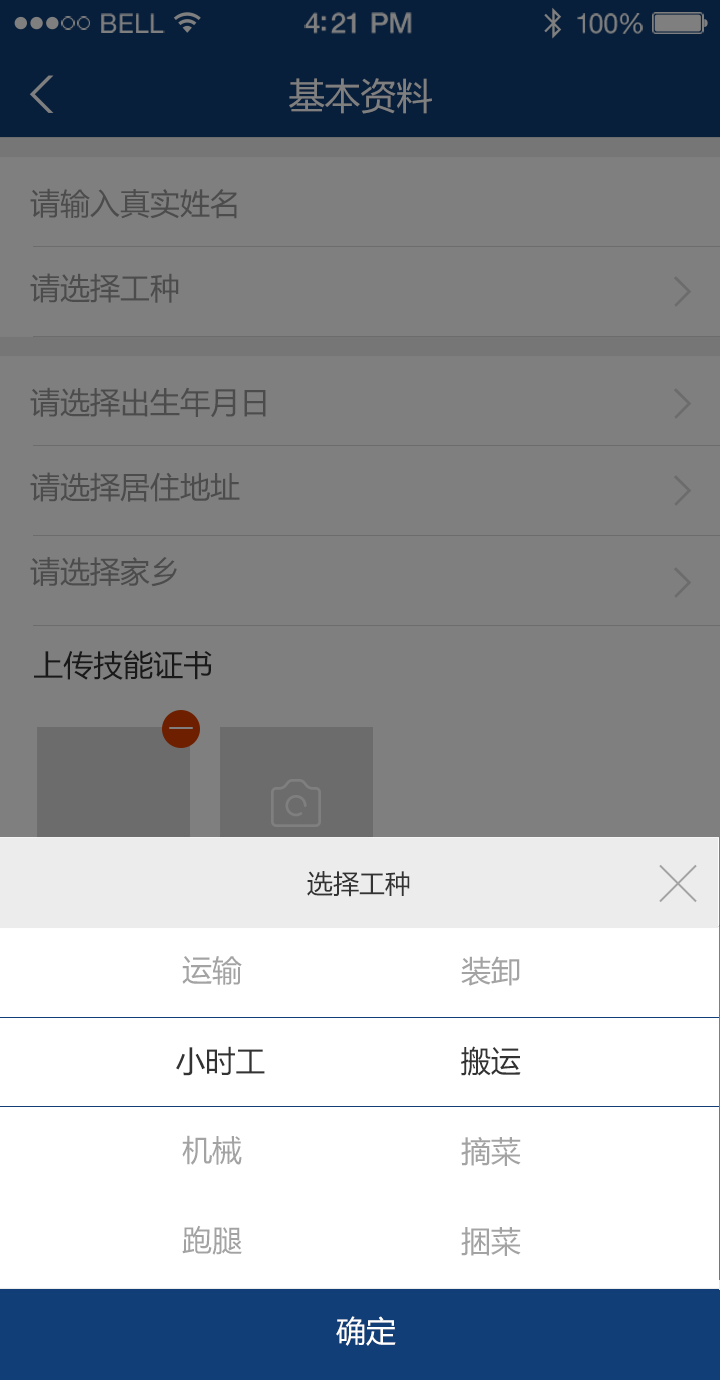 BELL 4:21 PM 100%
基本资料
请输入真实姓名
请选择工种
请选择出生年月日
请选择居住地址
请选择家乡
上传技能证书
选择工种
运输 装卸
小时工 搬运
机械 摘菜
跑腿 捆菜
确定